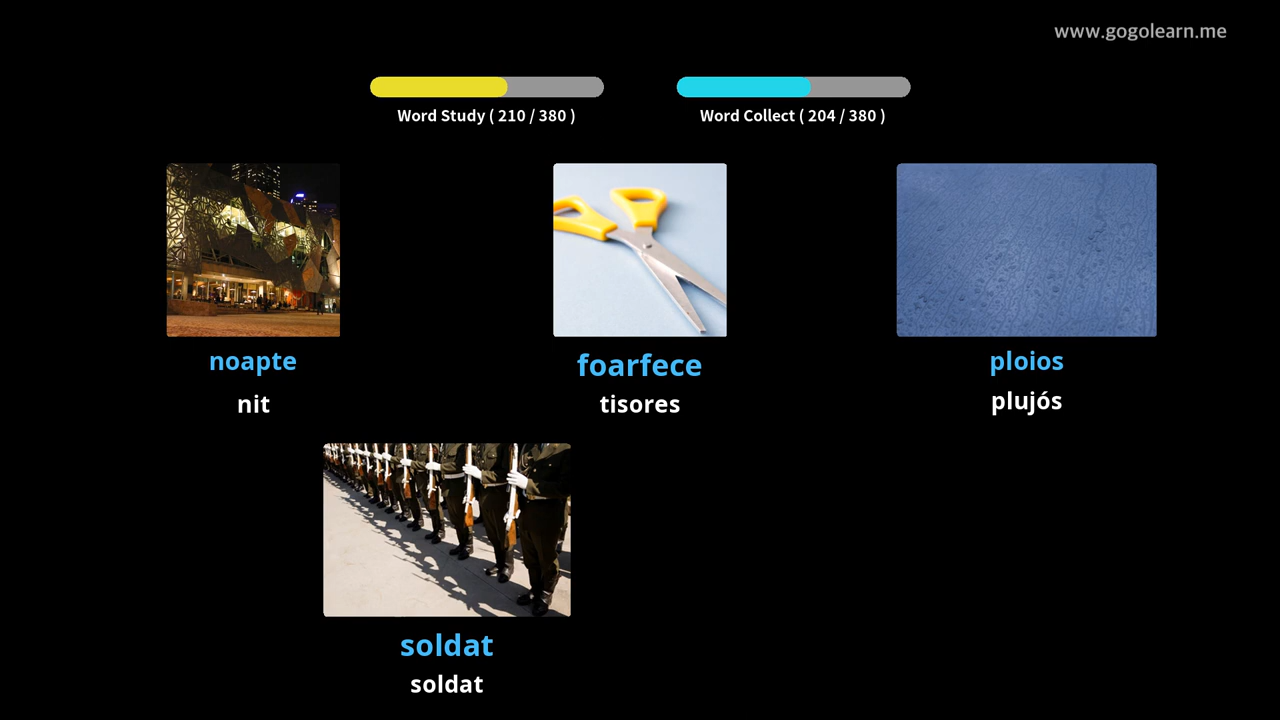 www.gogolearn.me
Word Study ( 210 / 380 )
Word Collect ( 204 / 380 )
noapte
nit
foarfece
tisores
ploios
plujós
soldat
soldat